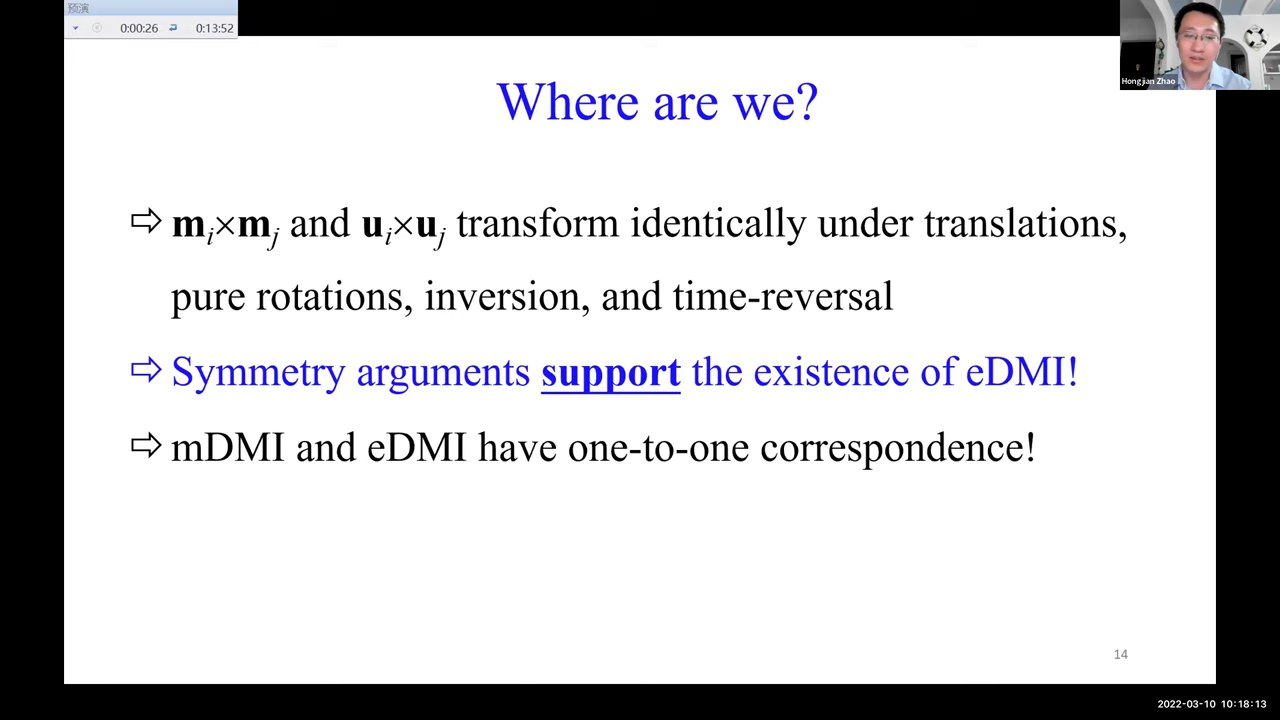 预演
0:00:26 0:13:52
Hongjian Zhao
Where are we?
⇨ mᵢ×mⱼ and uᵢ×uⱼ transform identically under translations,
pure rotations, inversion, and time-reversal
⇨ Symmetry arguments support the existence of eDMI!
⇨ mDMI and eDMI have one-to-one correspondence!
14
2022-03-10 10:18:13